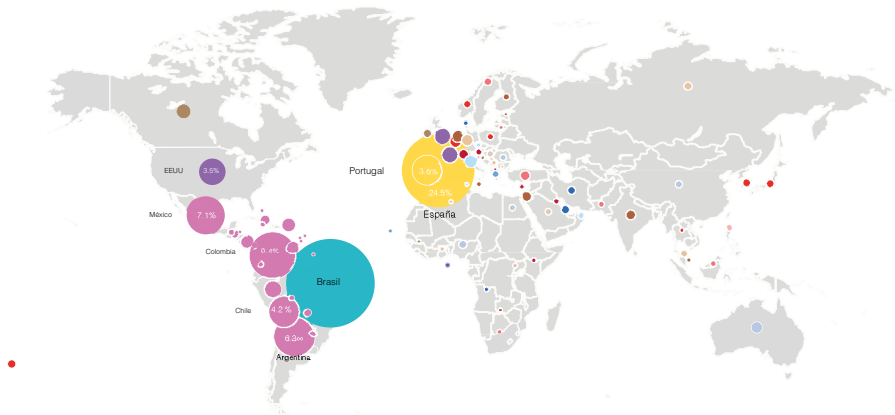 EEUU
3.5%
México
7.1%
Colombia
Brasil
Chile
4.2 %
Argentina
Portugal
3.6%
24.5%
España